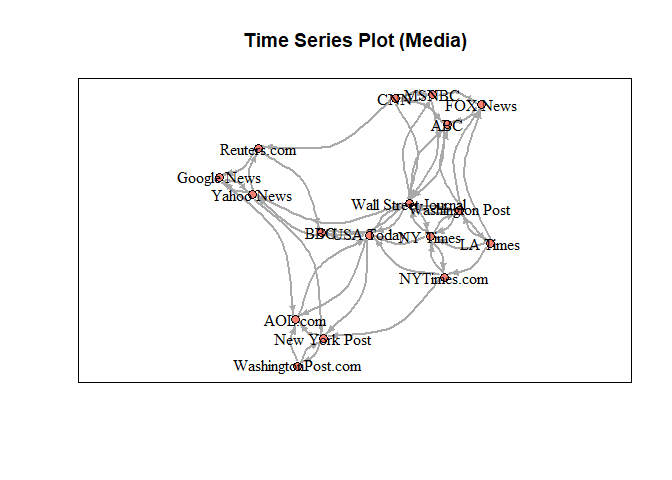 Time Series Plot (Media)
CNN
MSNBC
FOX News
ABC
Reuters.com
Google News
Yahoo News
Wall Street Journal
Washington Post
BBC
USA Today
NY Times
LA Times
NYTimes.com
AOL.com
New York Post
WashingtonPost.com